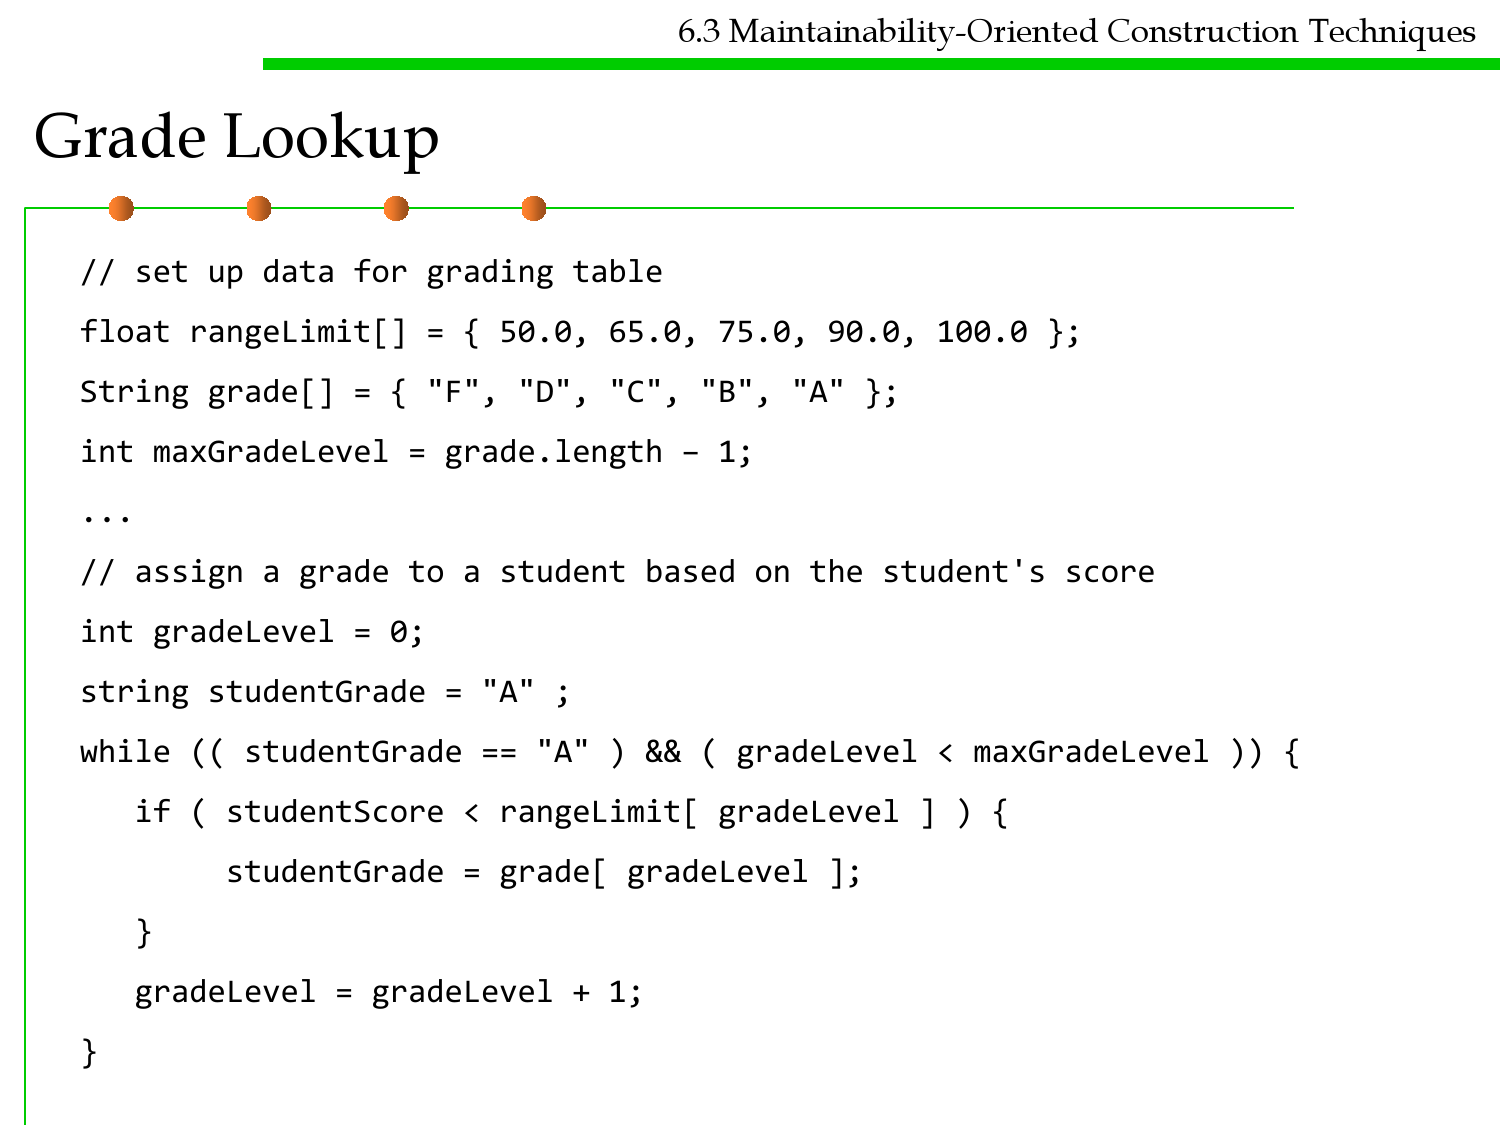 6.3 Maintainability-Oriented Construction Techniques
Grade Lookup
// set up data for grading table
float rangeLimit[] = { 50.0, 65.0, 75.0, 90.0, 100.0 };
String grade[] = { "F", "D", "C", "B", "A" };
int maxGradeLevel = grade.length – 1;
...
// assign a grade to a student based on the student's score
int gradeLevel = 0;
string studentGrade = "A" ;
while (( studentGrade == "A" ) && ( gradeLevel < maxGradeLevel )) {
   if ( studentScore < rangeLimit[ gradeLevel ] ) {
        studentGrade = grade[ gradeLevel ];
   }
   gradeLevel = gradeLevel + 1;
}